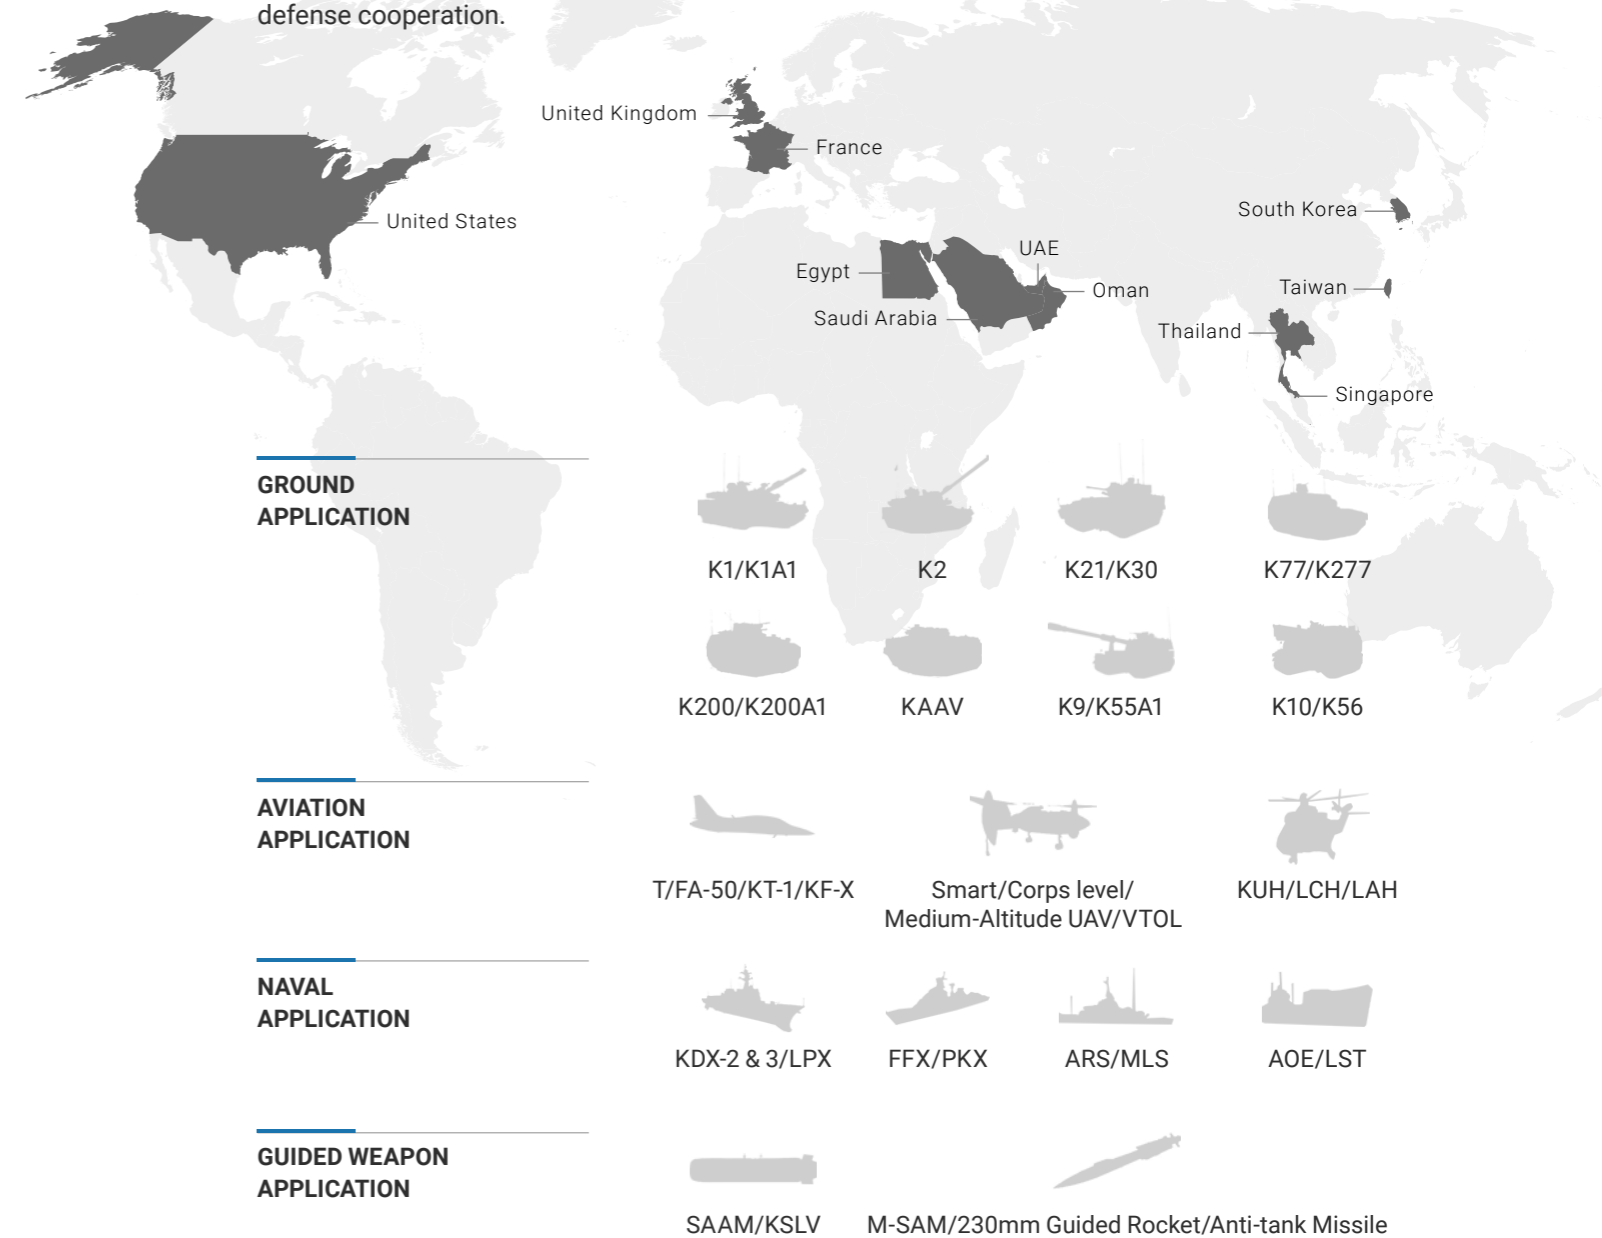 defense cooperation.
United Kingdom
France
United States
South Korea
UAE
Egypt
Oman
Taiwan
Saudi Arabia
Thailand
Singapore
GROUND
APPLICATION
K1/K1A1
K2
K21/K30
K77/K277
K200/K200A1
KAAV
K9/K55A1
K10/K56
AVIATION
APPLICATION
T/FA-50/KT-1/KF-X
Smart/Corps level/
Medium-Altitude UAV/VTOL
KUH/LCH/LAH
NAVAL
APPLICATION
KDX-2 & 3/LPX
FFX/PKX
ARS/MLS
AOE/LST
GUIDED WEAPON
APPLICATION
SAAM/KSLV
M-SAM/230mm Guided Rocket/Anti-tank Missile